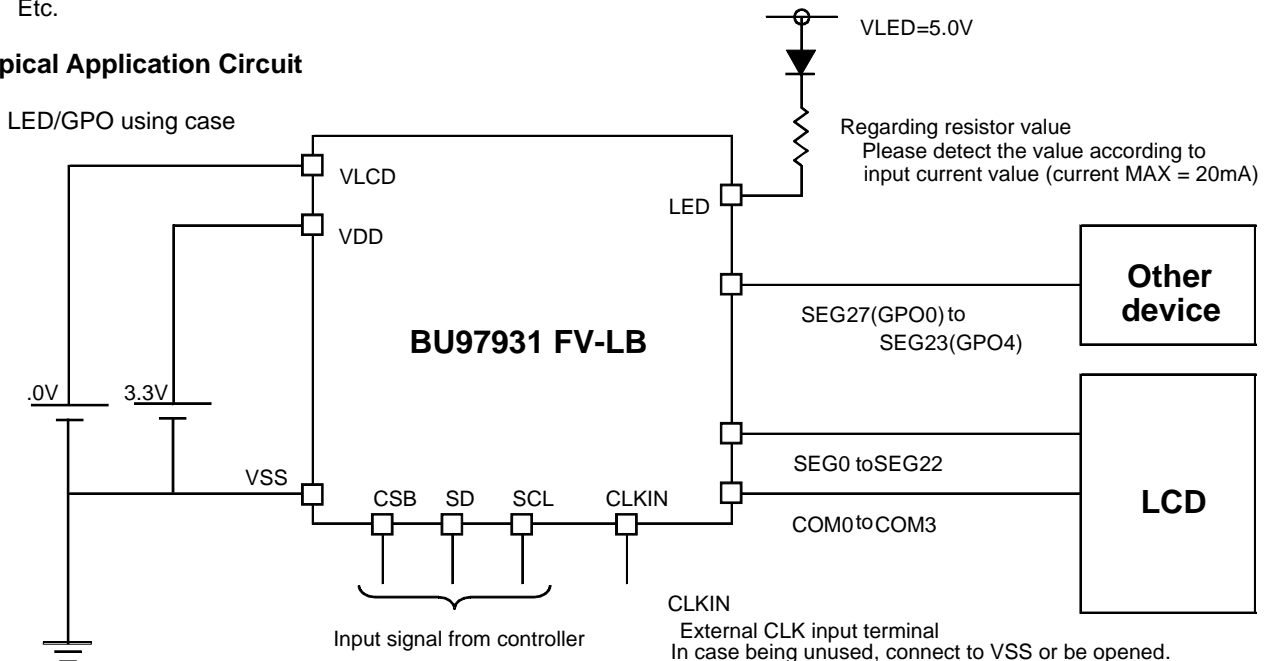 Etc.
pical Application Circuit
LED/GPO using case
VLED=5.0V
Regarding resistor value
Please detect the value according to
input current value (current MAX = 20mA)
VLCD
VDD
LED
BU97931 FV-LB
Other
device
SEG27(GPO0) to
SEG23(GPO4)
.0V
3.3V
VSS
CSB
SD
SCL
CLKIN
SEG0 toSEG22
COM0toCOM3
LCD
Input signal from controller
CLKIN
External CLK input terminal
In case being unused, connect to VSS or be opened.